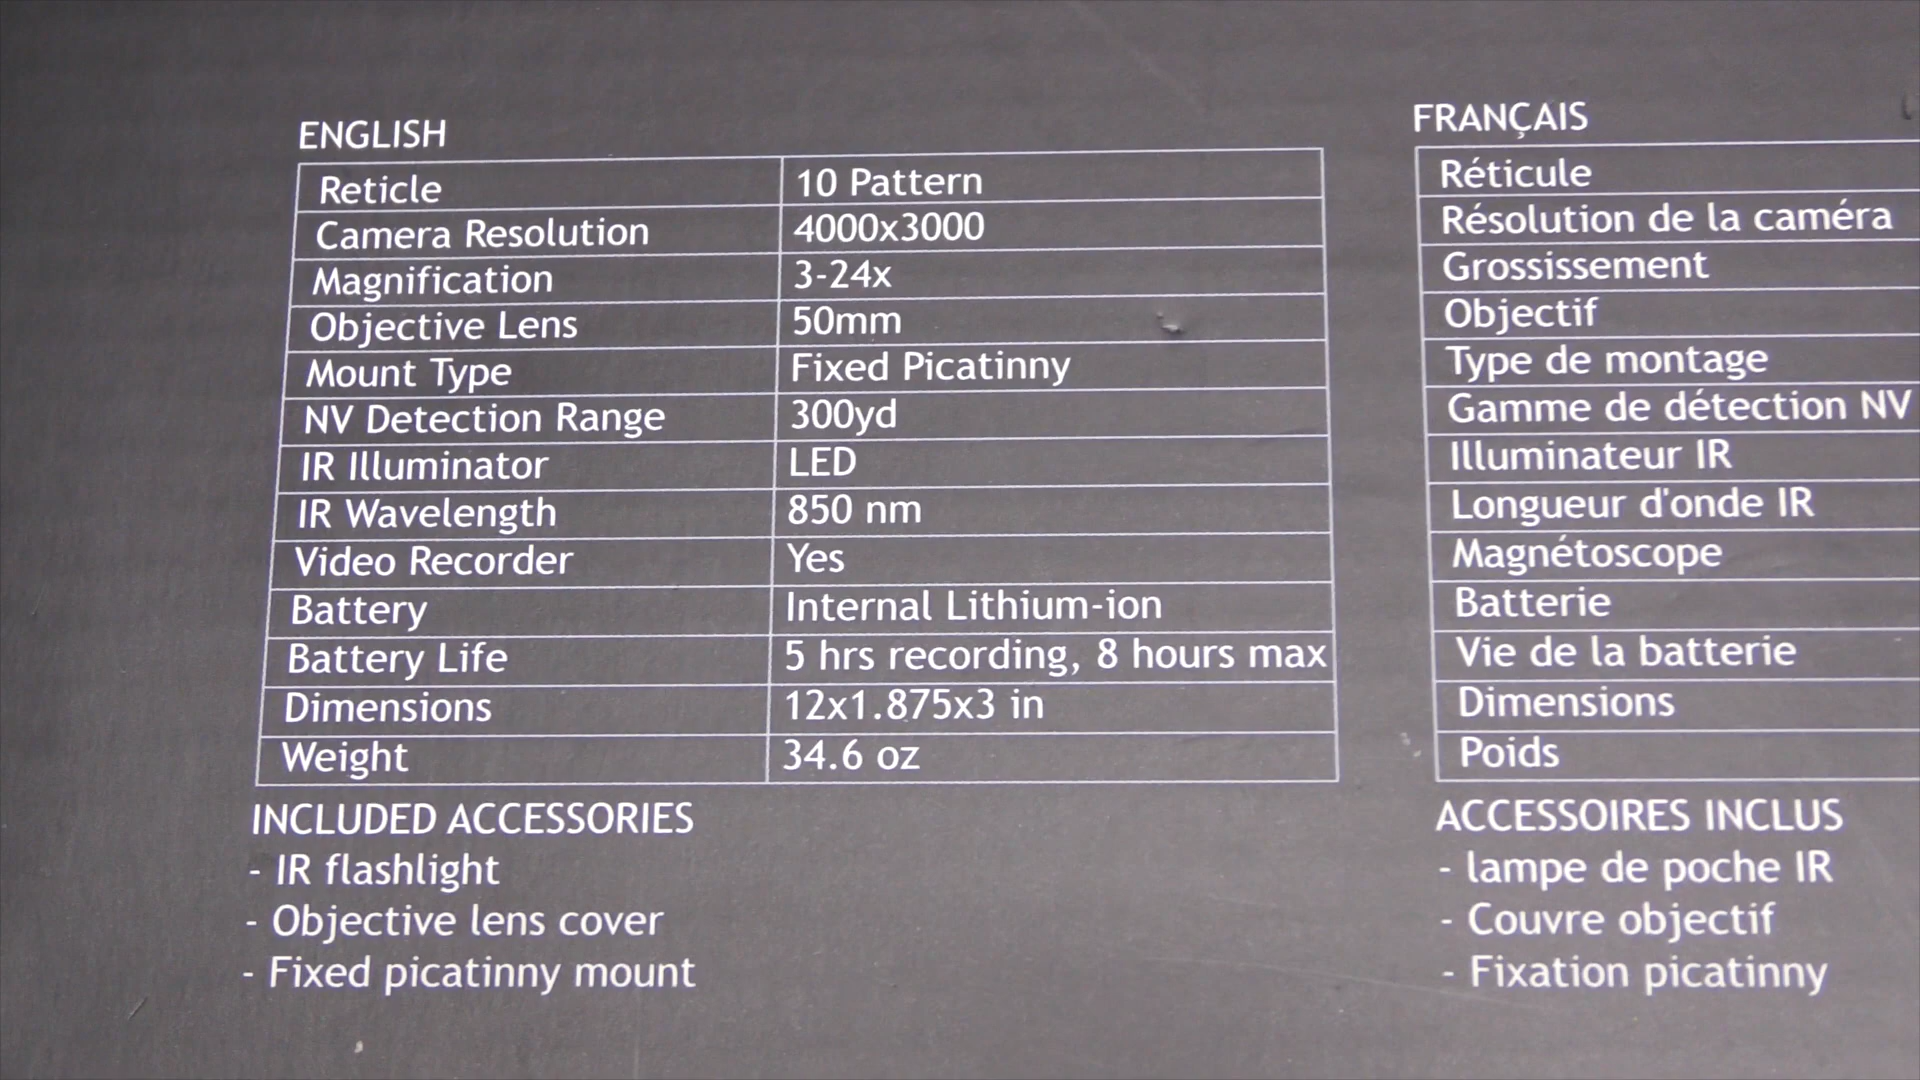 ENGLISH
Reticle 10 Pattern
Camera Resolution 4000x3000
Magnification 3-24x
Objective Lens 50mm
Mount Type Fixed Picatinny
NV Detection Range 300yd
IR Illuminator LED
IR Wavelength 850 nm
Video Recorder Yes
Battery Internal Lithium-ion
Battery Life 5 hrs recording, 8 hours max
Dimensions 12x1.875x3 in
Weight 34.6 oz
INCLUDED ACCESSORIES
- IR flashlight
- Objective lens cover
- Fixed picatinny mount
FRANÇAIS
Réticule
Résolution de la caméra
Grossissement
Objectif
Type de montage
Gamme de détection NV
Illuminateur IR
Longueur d'onde IR
Magnétoscope
Batterie
Vie de la batterie
Dimensions
Poids
ACCESSOIRES INCLUS
- lampe de poche IR
- Couvre objectif
- Fixation picatinny